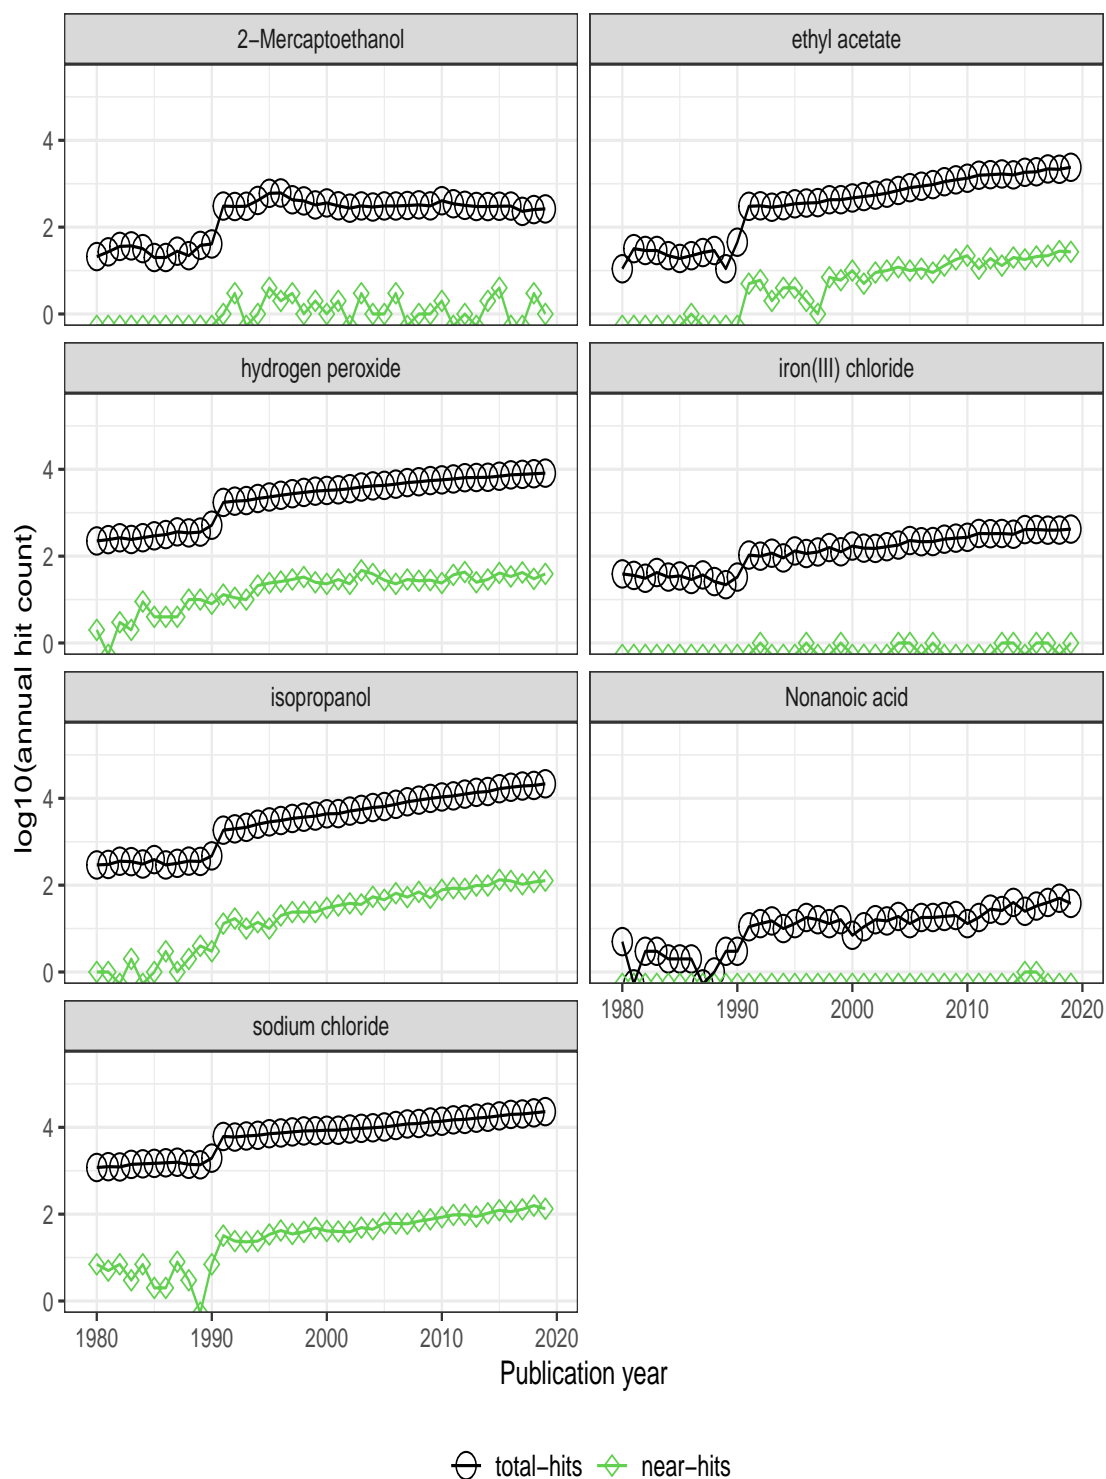 2−Mercaptoethanol
ethyl acetate
4
2
0
hydrogen peroxide
iron(III) chloride
4
2
0
isopropanol
Nonanoic acid
4
2
0
1980 1990 2000 2010 2020
sodium chloride
4
2
0
1980 1990 2000 2010 2020
log10(annual hit count)
Publication year
total−hits near−hits